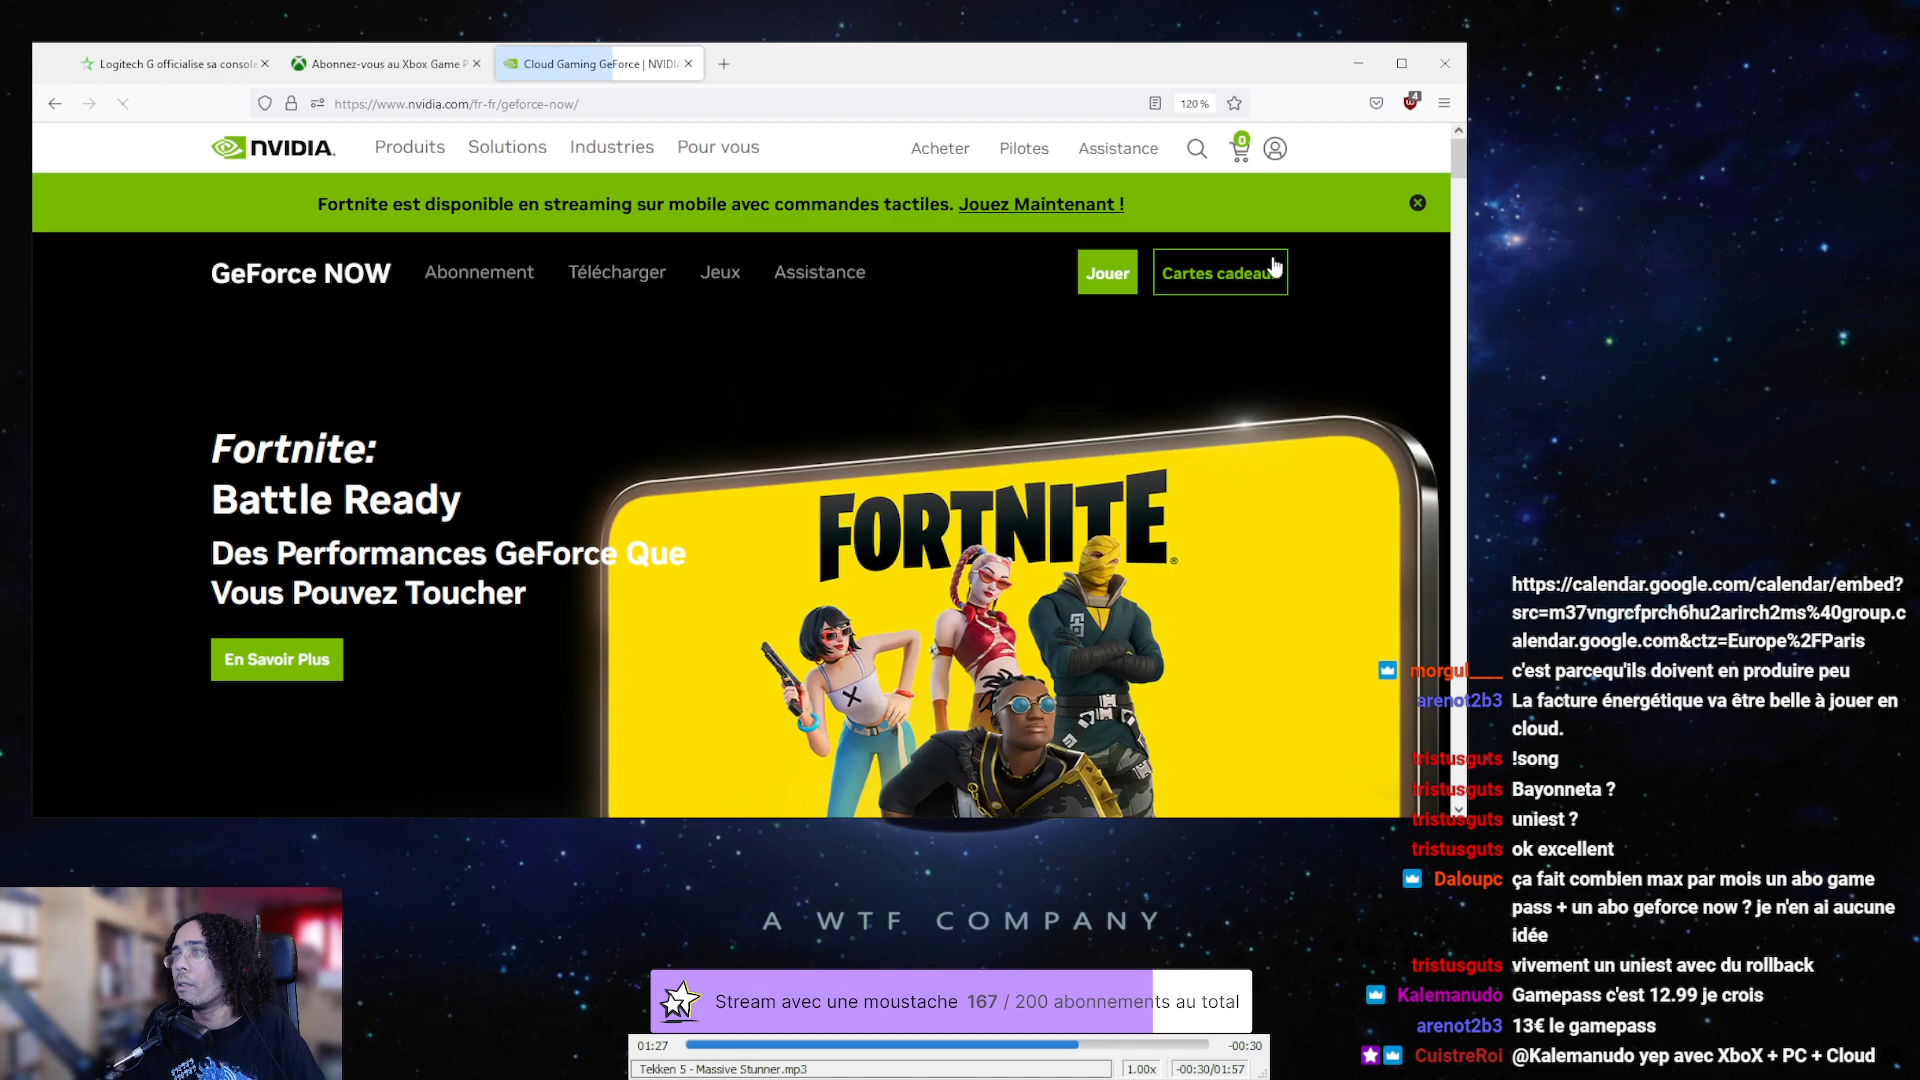 Logitech G officialise sa console
Abonnez-vous au Xbox Game P
Cloud Gaming GeForce | NVIDIA
https://www.nvidia.com/fr-fr/geforce-now/
120 %
4
NVIDIA.
Produits Solutions Industries Pour vous
Acheter Pilotes Assistance
0
Fortnite est disponible en streaming sur mobile avec commandes tactiles. Jouez Maintenant !
GeForce NOW Abonnement Télécharger Jeux Assistance
Jouer
Cartes cadeau
Fortnite:
Battle Ready
Des Performances GeForce Que
Vous Pouvez Toucher
En Savoir Plus
FORTNITE
https://calendar.google.com/calendar/embed?
src=m37vngrcfprch6hu2arirch2ms%40group.c
alendar.google.com&ctz=Europe%2FParis
morgul____ c'est parcequ'ils doivent en produire peu
arenot2b3 La facture énergétique va être belle à jouer en
cloud.
tristusguts !song
tristusguts Bayonneta ?
tristusguts uniest ?
tristusguts ok excellent
Daloupc ça fait combien max par mois un abo game
pass + un abo geforce now ? je n'en ai aucune
idée
tristusguts vivement un uniest avec du rollback
Kalemanudo Gamepass c'est 12.99 je crois
arenot2b3 13€ le gamepass
CuistreRoi @Kalemanudo yep avec XboX + PC + Cloud
A WTF COMPANY
Stream avec une moustache 167 / 200 abonnements au total
01:27
-00:30
Tekken 5 - Massive Stunner.mp3
1.00x
-00:30/01:57